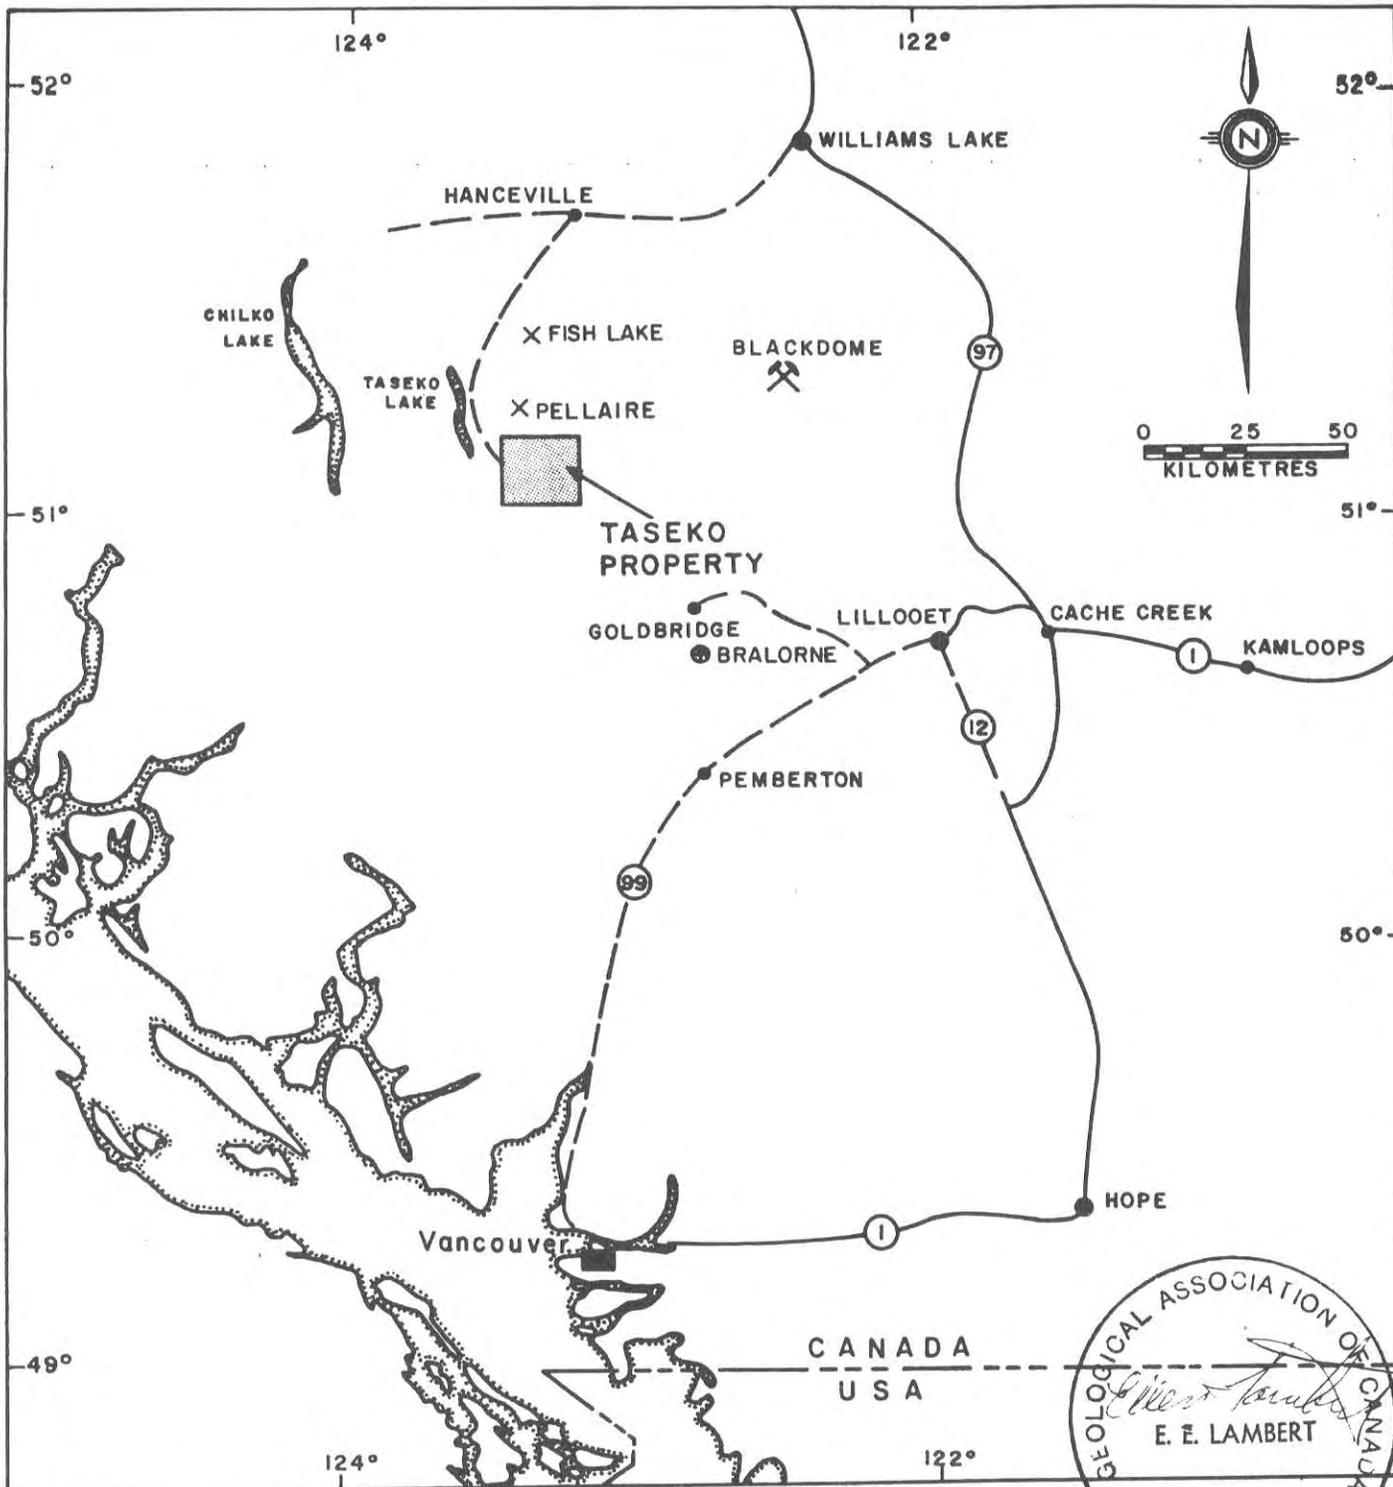 124°
122°
52°
52°
WILLIAMS LAKE
N
HANCEVILLE
CHILKO
LAKE
FISH LAKE
BLACKDOME
97
TASEKO
LAKE
PELLAIRE
0 25 50
KILOMETRES
51°
51°
TASEKO
PROPERTY
GOLDBRIDGE
LILLOOET
CACHE CREEK
BRALORNE
1
KAMLOOPS
12
PEMBERTON
99
50°
50°
HOPE
Vancouver
1
GEOLOGICAL ASSOCIATION OF CANADA
CANADA
USA
49°
E. E. LAMBERT
124°
122°